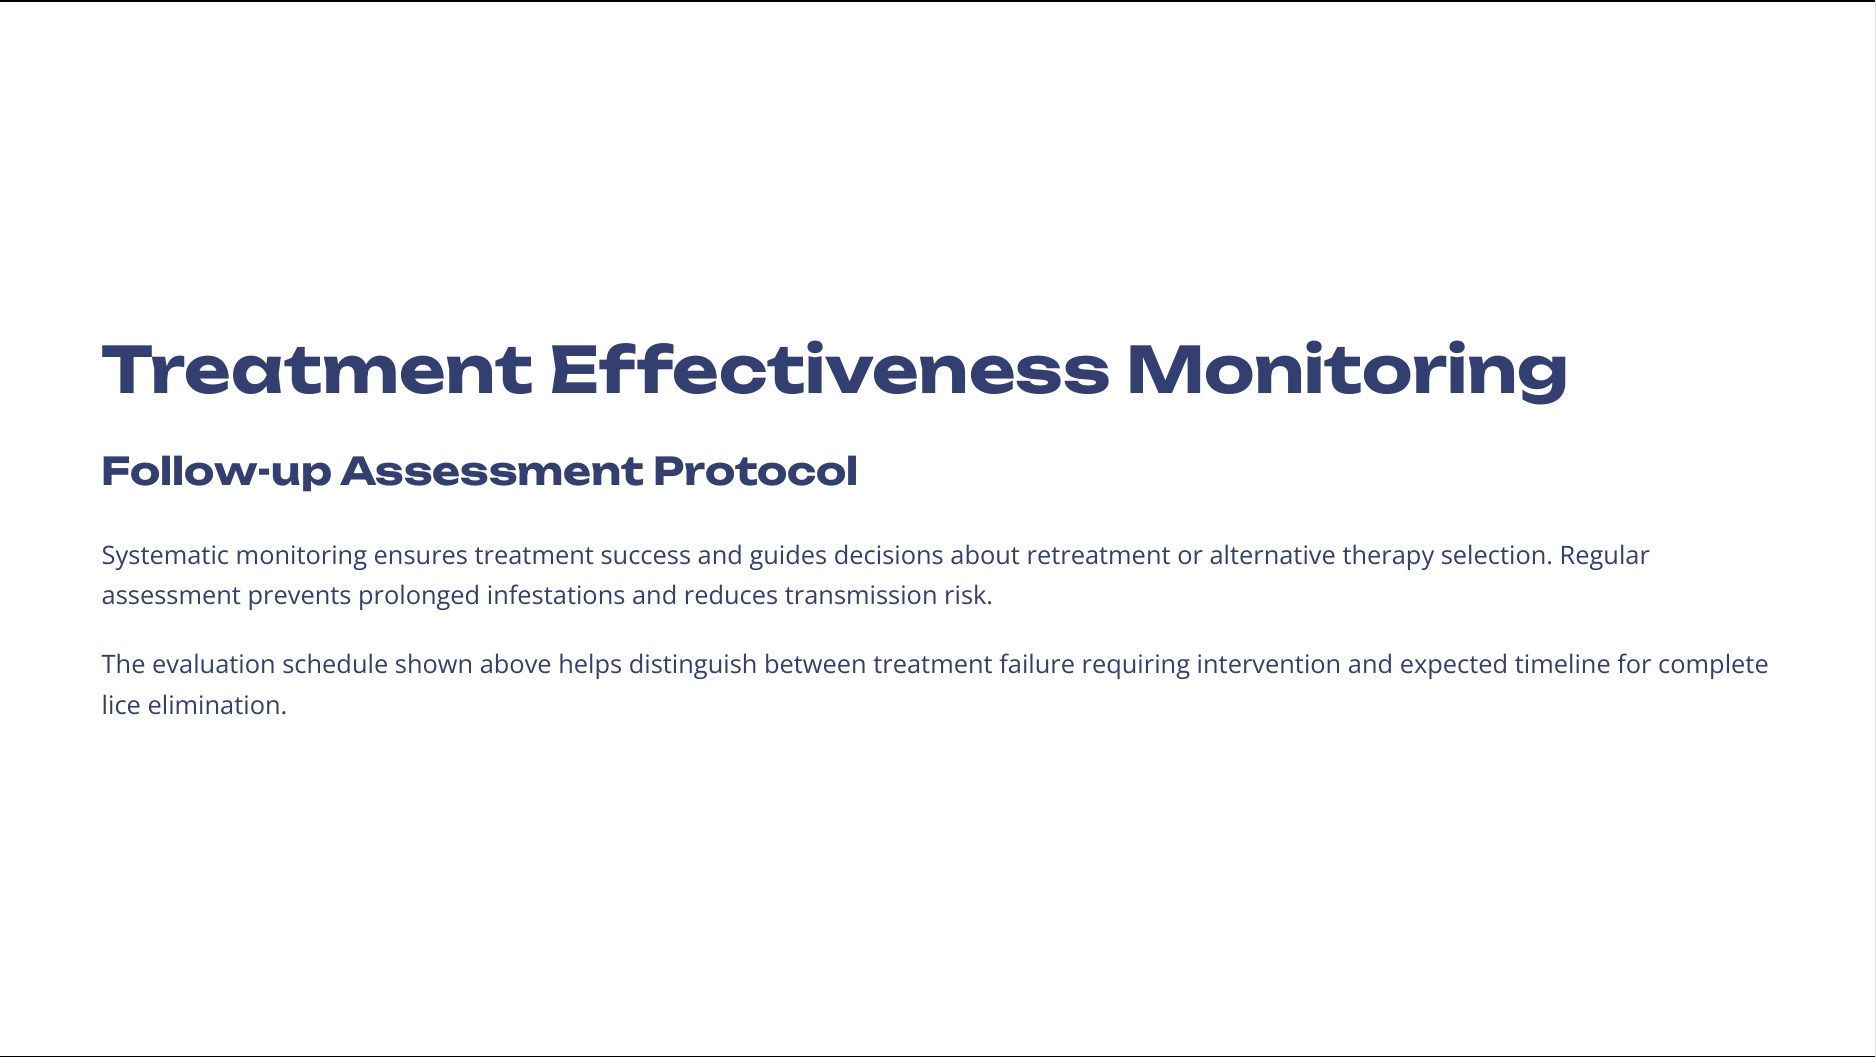 Treatment Effectiveness Monitoring
Follow-up Assessment Protocol
Systematic monitoring ensures treatment success and guides decisions about retreatment or alternative therapy selection. Regular
assessment prevents prolonged infestations and reduces transmission risk.
The evaluation schedule shown above helps distinguish between treatment failure requiring intervention and expected timeline for complete
lice elimination.